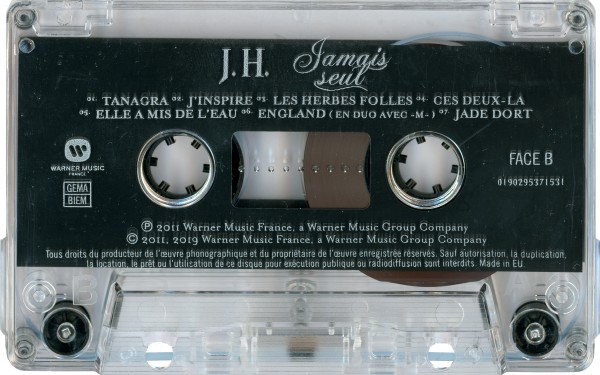 J.H. Jamais seul
01. TANAGRA 02. J'INSPIRE 03. LES HERBES FOLLES 04. CES DEUX-LA
05. ELLE A MIS DE L'EAU 06. ENGLAND (EN DUO AVEC -M-) 07. JADE DORT
WARNER MUSIC
FRANCE
GEMA
BIEM
FACE B
0190295371531
℗ 2011 Warner Music France, a Warner Music Group Company
© 2011, 2019 Warner Music France, a Warner Music Group Company
Tous droits du producteur de l'œuvre phonographique et du propriétaire de l'œuvre enregistrée réservés. Sauf autorisation, la duplication,
la location, le prêt ou l'utilisation de ce disque pour exécution publique ou radiodiffusion sont interdits. Made in EU.
B